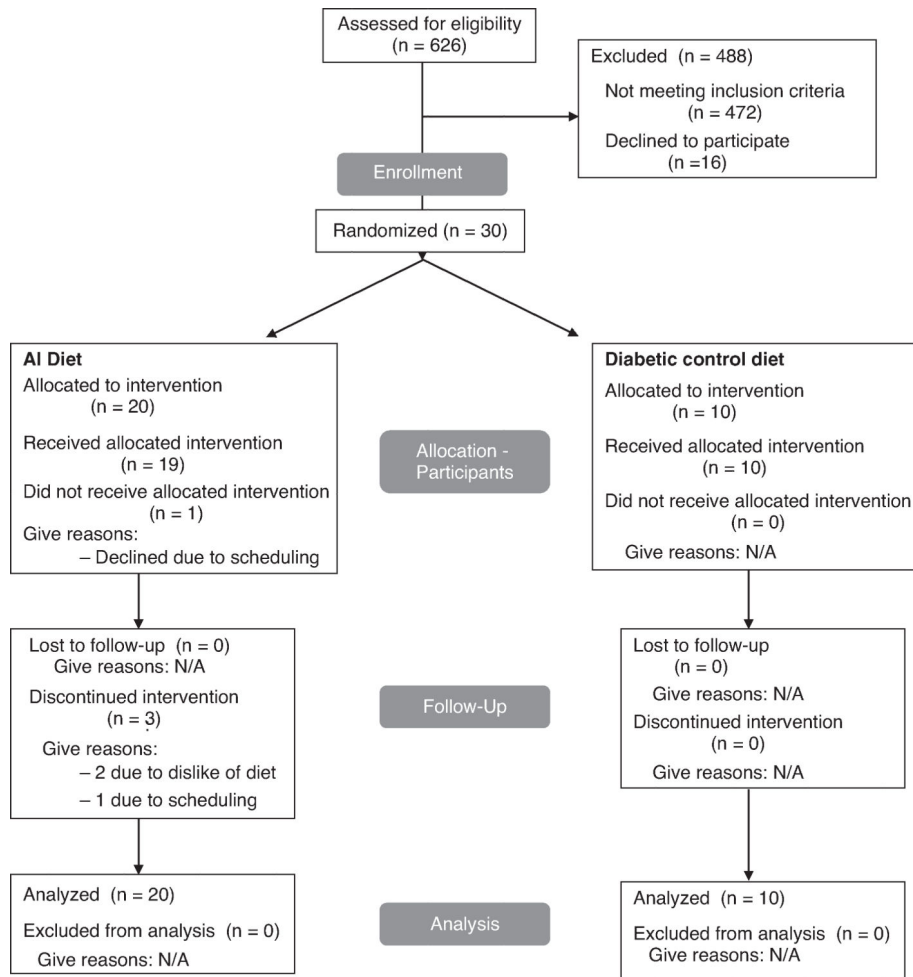 Assessed for eligibility
(n = 626)
Excluded (n = 488)
Not meeting inclusion criteria
(n = 472)
Declined to participate
(n =16)
Enrollment
Randomized (n = 30)
AI Diet
Allocated to intervention
(n = 20)
Received allocated intervention
(n = 19)
Did not receive allocated intervention
(n = 1)
Give reasons:
– Declined due to scheduling
Allocation -
Participants
Diabetic control diet
Allocated to intervention
(n = 10)
Received allocated intervention
(n = 10)
Did not receive allocated intervention
(n = 0)
Give reasons: N/A
Lost to follow-up (n = 0)
Give reasons: N/A
Discontinued intervention
(n = 3)
Give reasons:
– 2 due to dislike of diet
– 1 due to scheduling
Follow-Up
Lost to follow-up
(n = 0)
Give reasons: N/A
Discontinued intervention
(n = 0)
Give reasons: N/A
Analyzed (n = 20)
Excluded from analysis (n = 0)
Give reasons: N/A
Analysis
Analyzed (n = 10)
Excluded from analysis (n = 0)
Give reasons: N/A